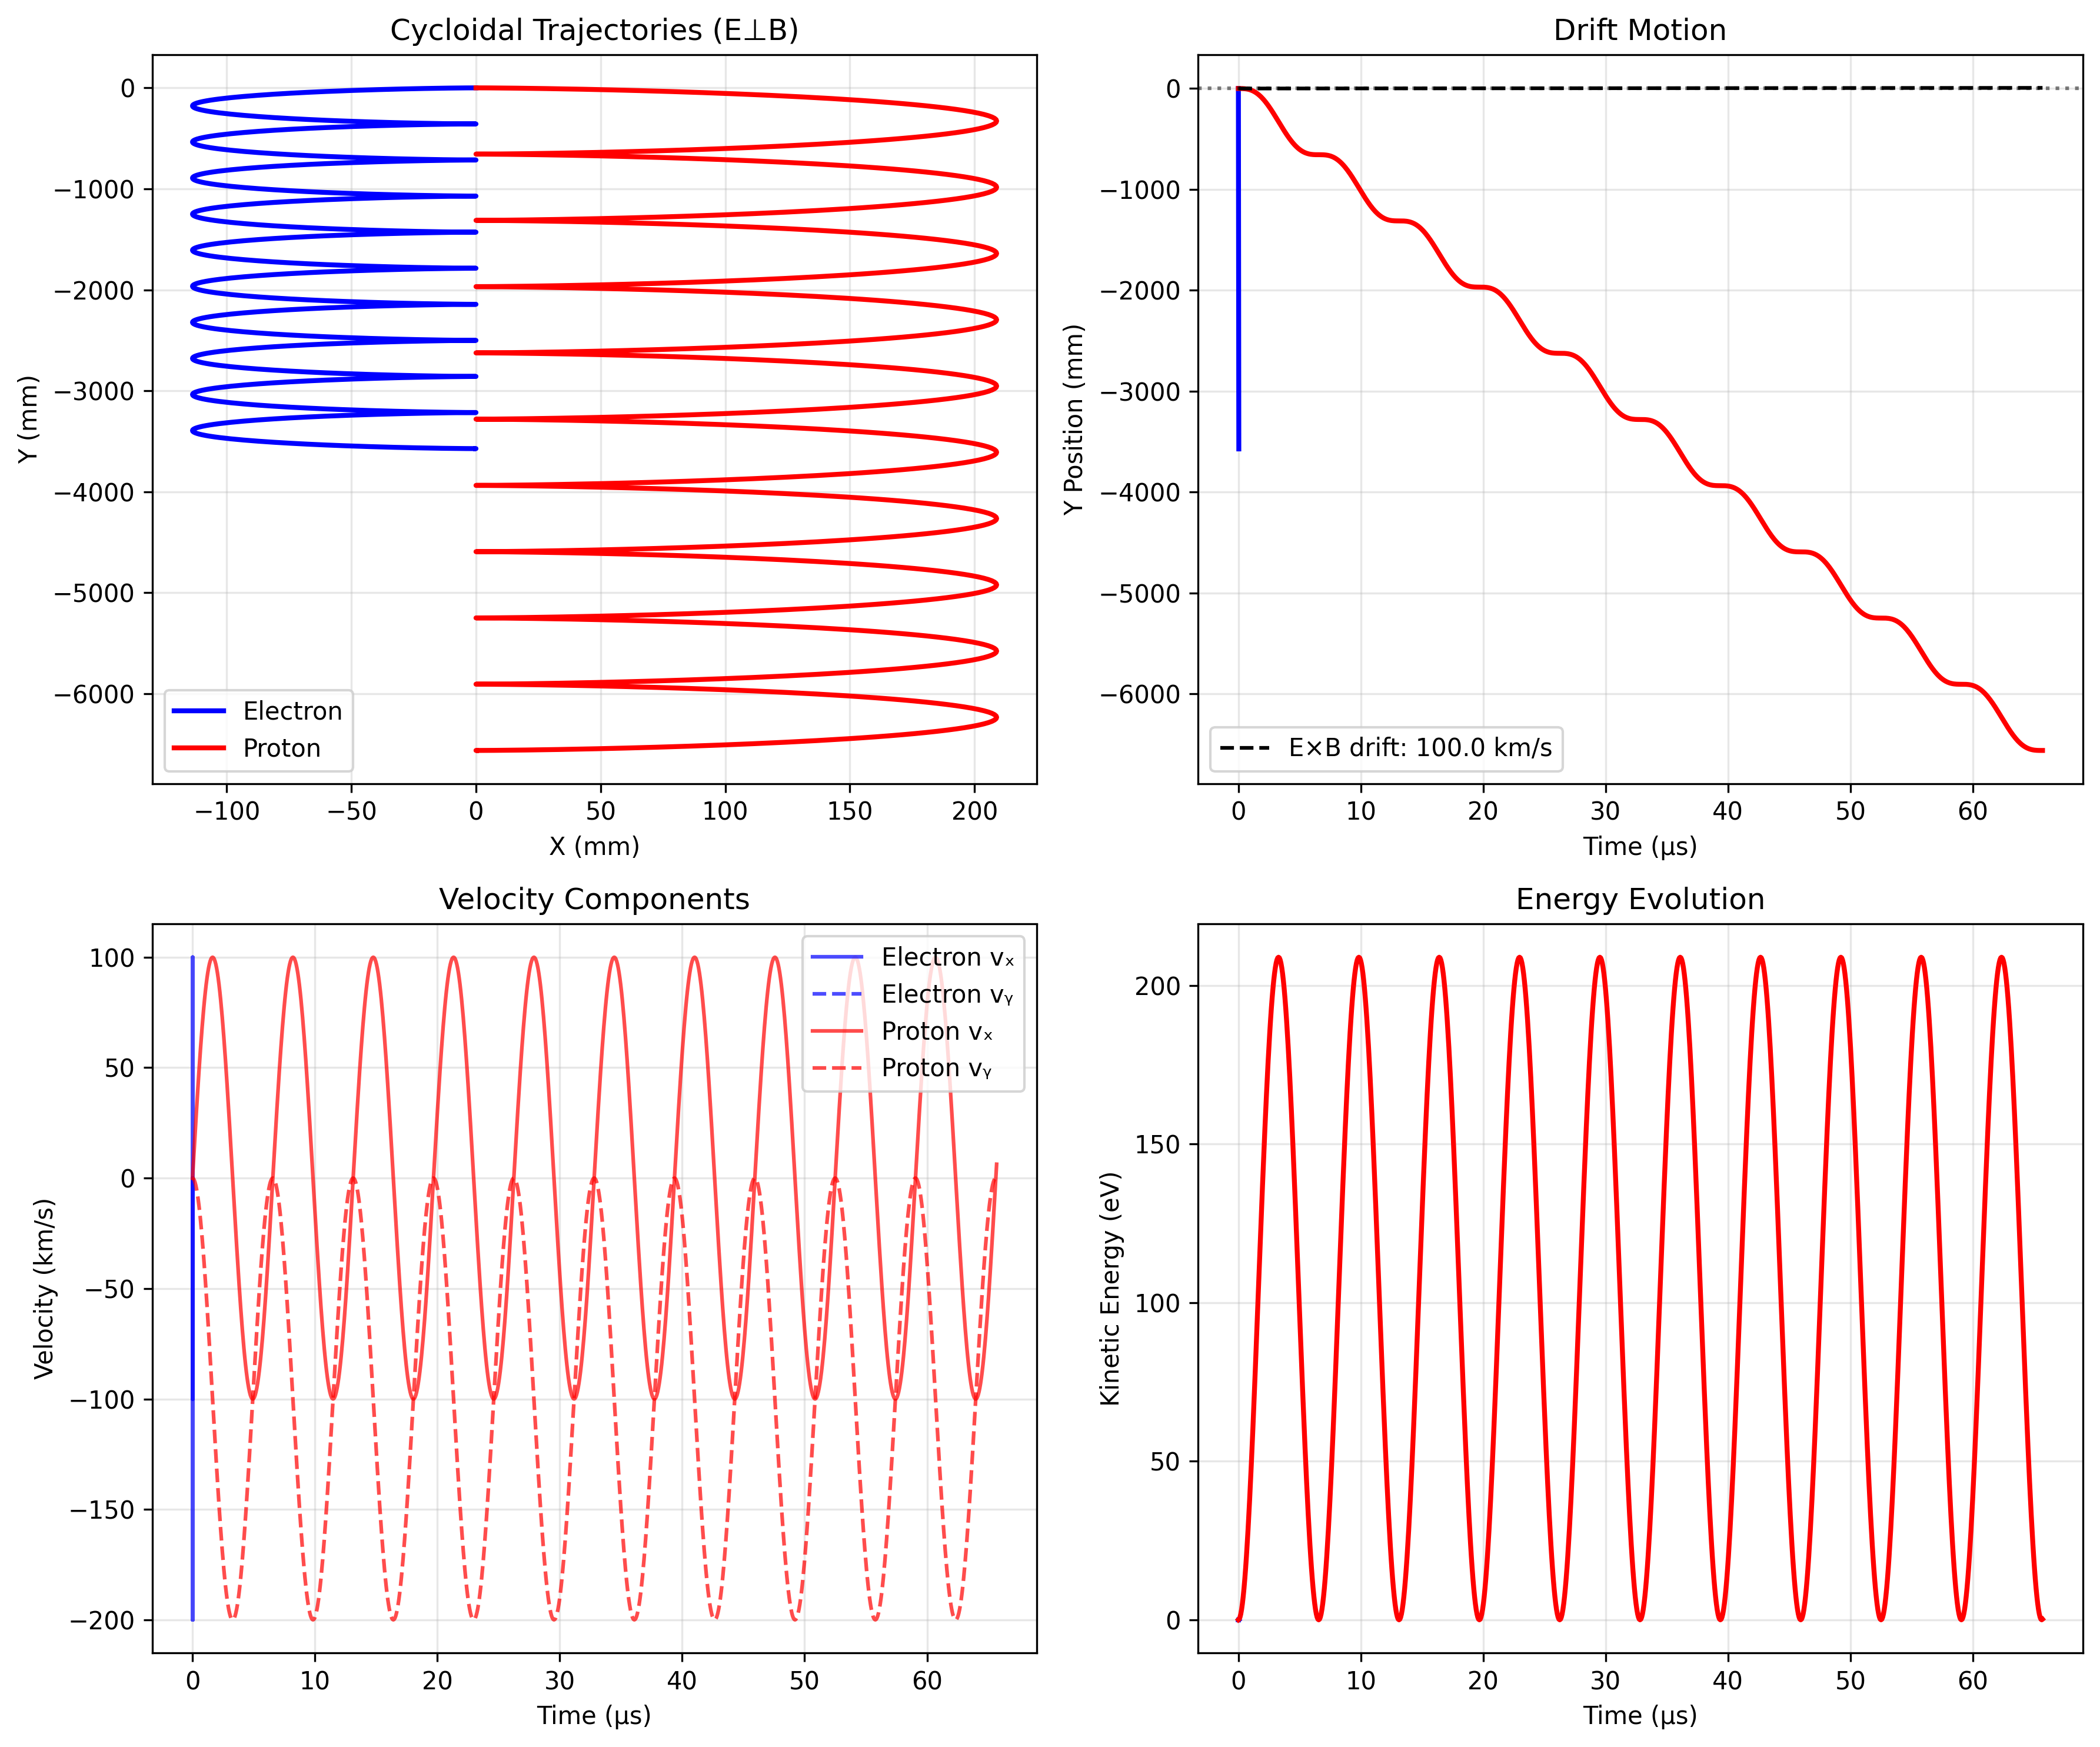 Cycloidal Trajectories (E⊥B)
0
−1000
−2000
−3000
−4000
−5000
−6000
Y (mm)
Electron
Proton
−100 −50 0 50 100 150 200
X (mm)
Drift Motion
0
−1000
−2000
−3000
−4000
−5000
−6000
Y Position (mm)
E×B drift: 100.0 km/s
0 10 20 30 40 50 60
Time (μs)
Velocity Components
100
50
0
−50
−100
−150
−200
Velocity (km/s)
Electron vₓ
Electron vᵧ
Proton vₓ
Proton vᵧ
0 10 20 30 40 50 60
Time (μs)
Energy Evolution
200
150
100
50
0
Kinetic Energy (eV)
0 10 20 30 40 50 60
Time (μs)